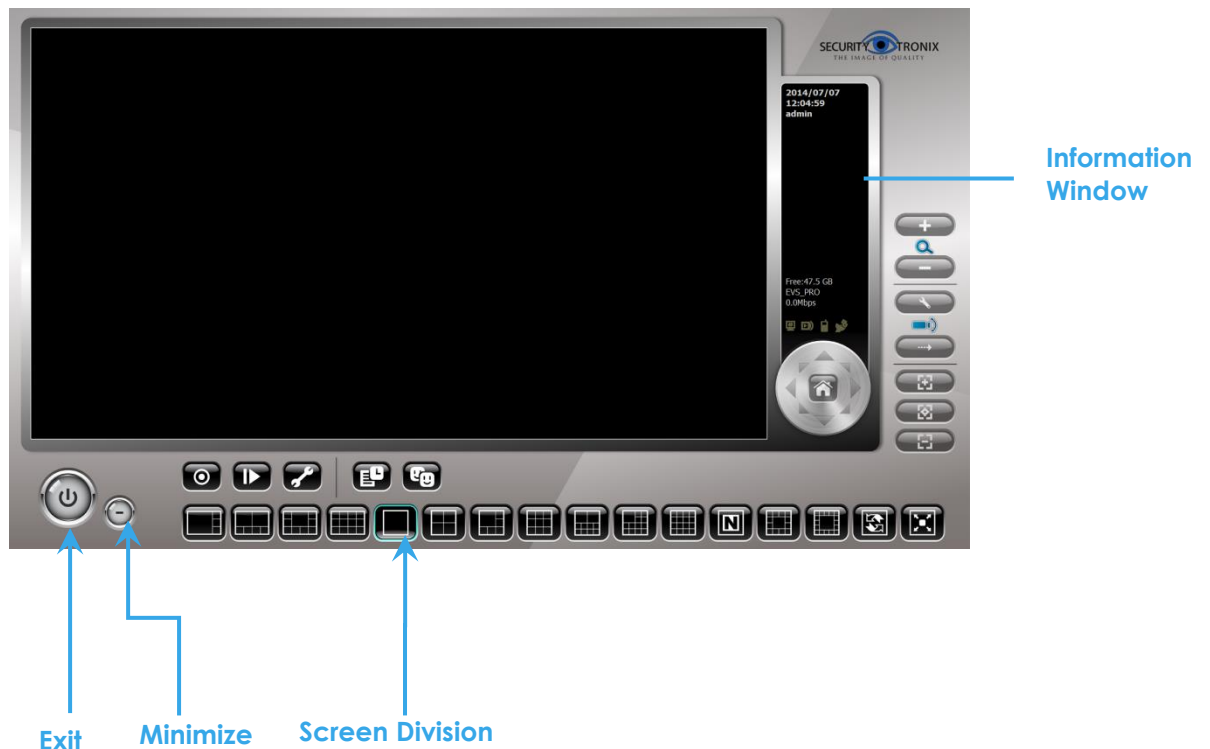 SECURITY TRONIX
THE IMAGE OF QUALITY
2014/07/07
12:04:59
admin
Information
Window
Free:47.5 GB
EVS_PRO
0.0Mbps
N
Exit
Minimize
Screen Division